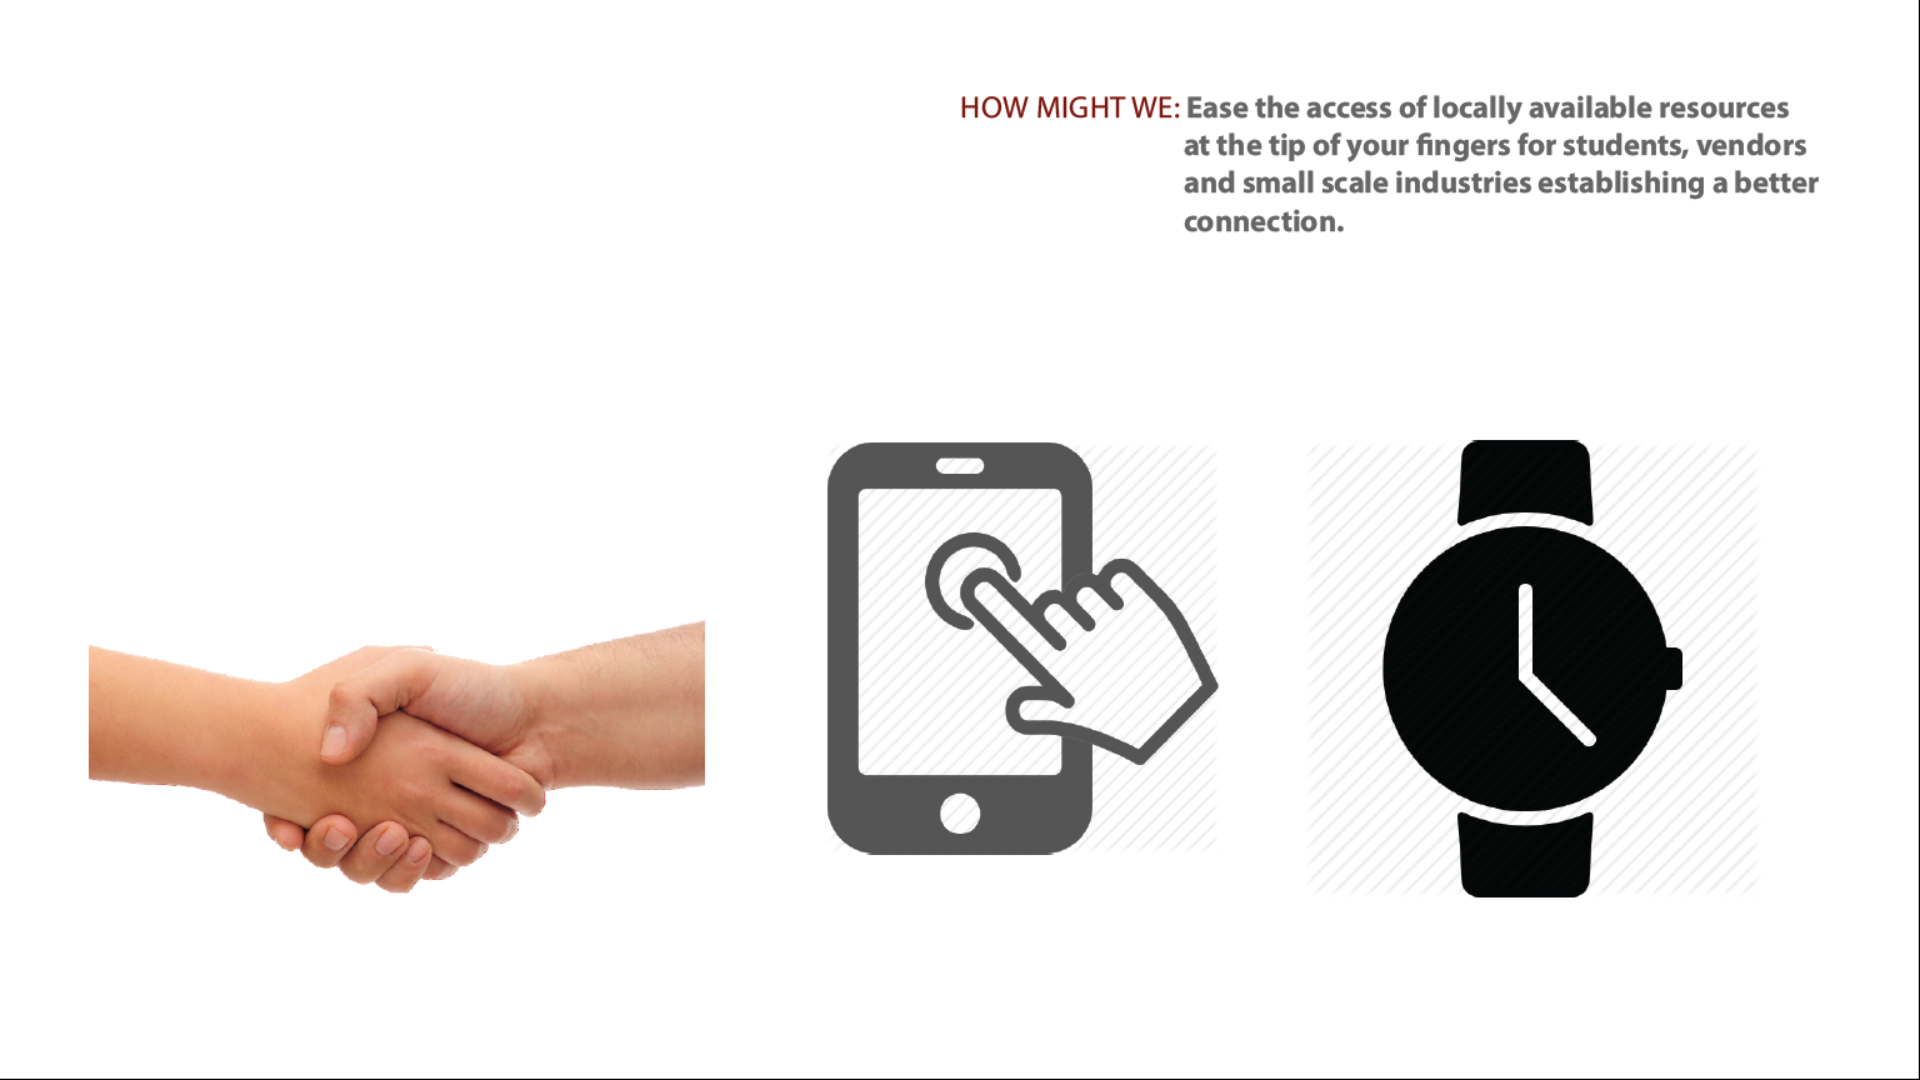 HOW MIGHT WE: Ease the access of locally available resources
at the tip of your fingers for students, vendors
and small scale industries establishing a better
connection.